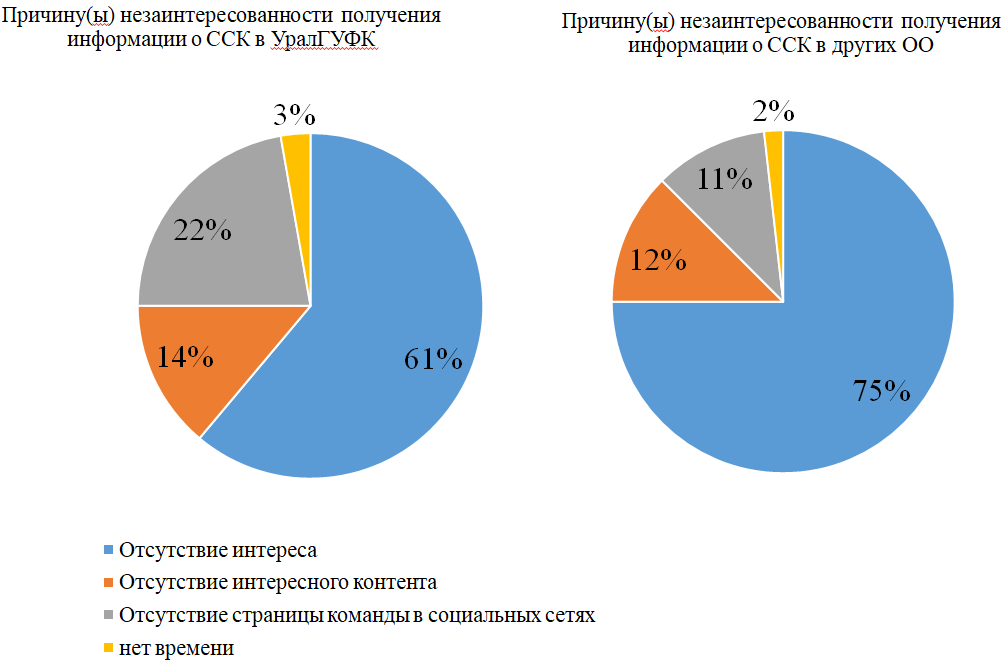 Причину(ы) незаинтересованности получения
информации о ССК в УралГУФК
3%
22%
14%
61%
Причину(ы) незаинтересованности получения
информации о ССК в других ОО
2%
11%
12%
75%
Отсутствие интереса
Отсутствие интересного контента
Отсутствие страницы команды в социальных сетях
нет времени